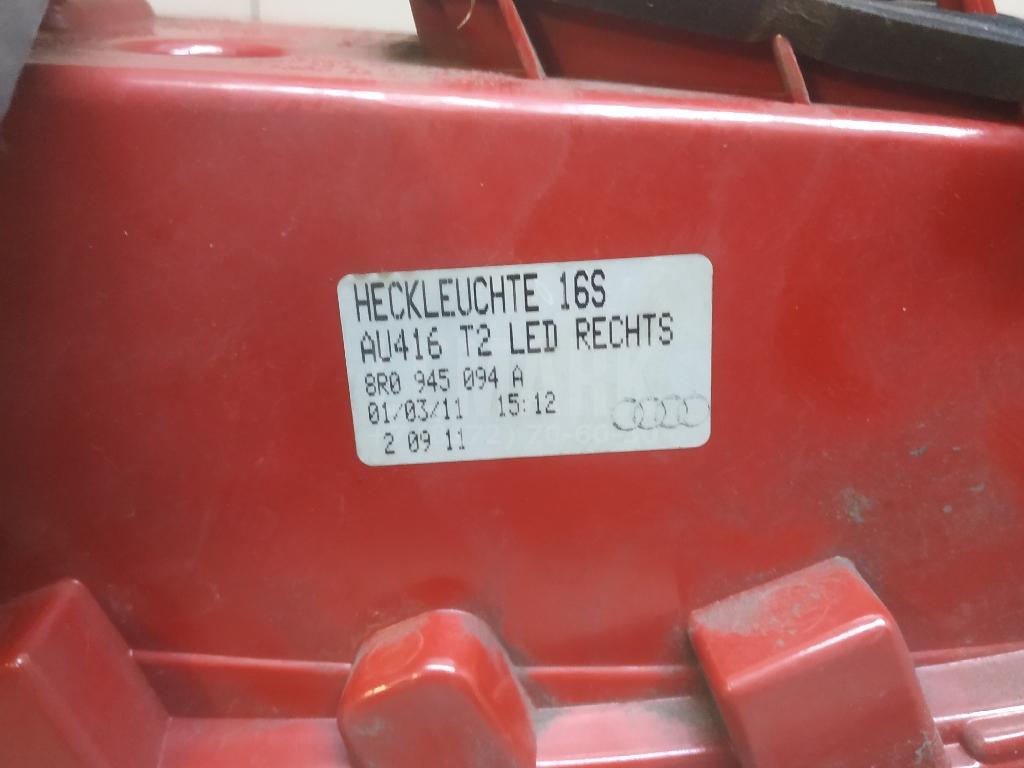 HECKLEUCHTE 16S
AU416 T2 LED RECHTS
8R0 945 094 A
01/03/11 15:12
2 09 11